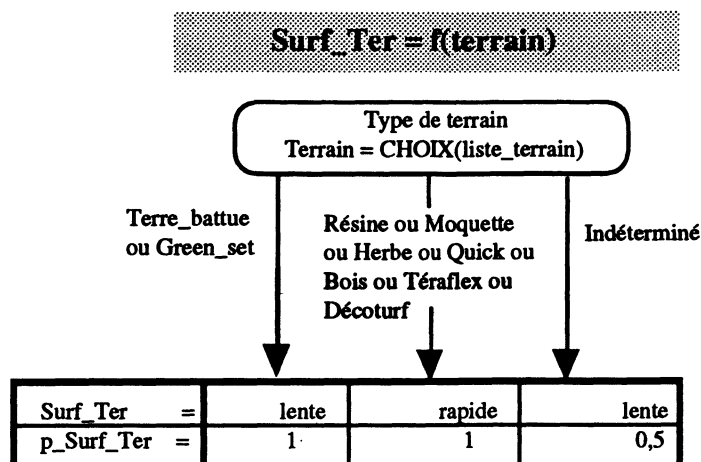 Surf_Ter = f(terrain)
Type de terrain
Terrain = CHOIX(liste_terrain)
Terre_battue
ou Green_set
Résine ou Moquette
ou Herbe ou Quick ou
Bois ou Téraflex ou
Décoturf
Indéterminé
Surf_Ter = lente rapide lente
p_Surf_Ter = 1 1 0,5